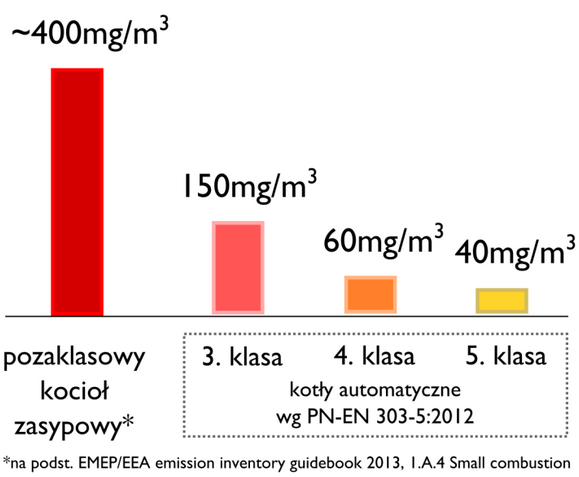 ~400mg/m³
150mg/m³
60mg/m³
40mg/m³
pozaklasowy
kocioł
zasypowy*
3. klasa
4. klasa
5. klasa
kotły automatyczne
wg PN-EN 303-5:2012
*na podst. EMEP/EEA emission inventory guidebook 2013, 1.A.4 Small combustion